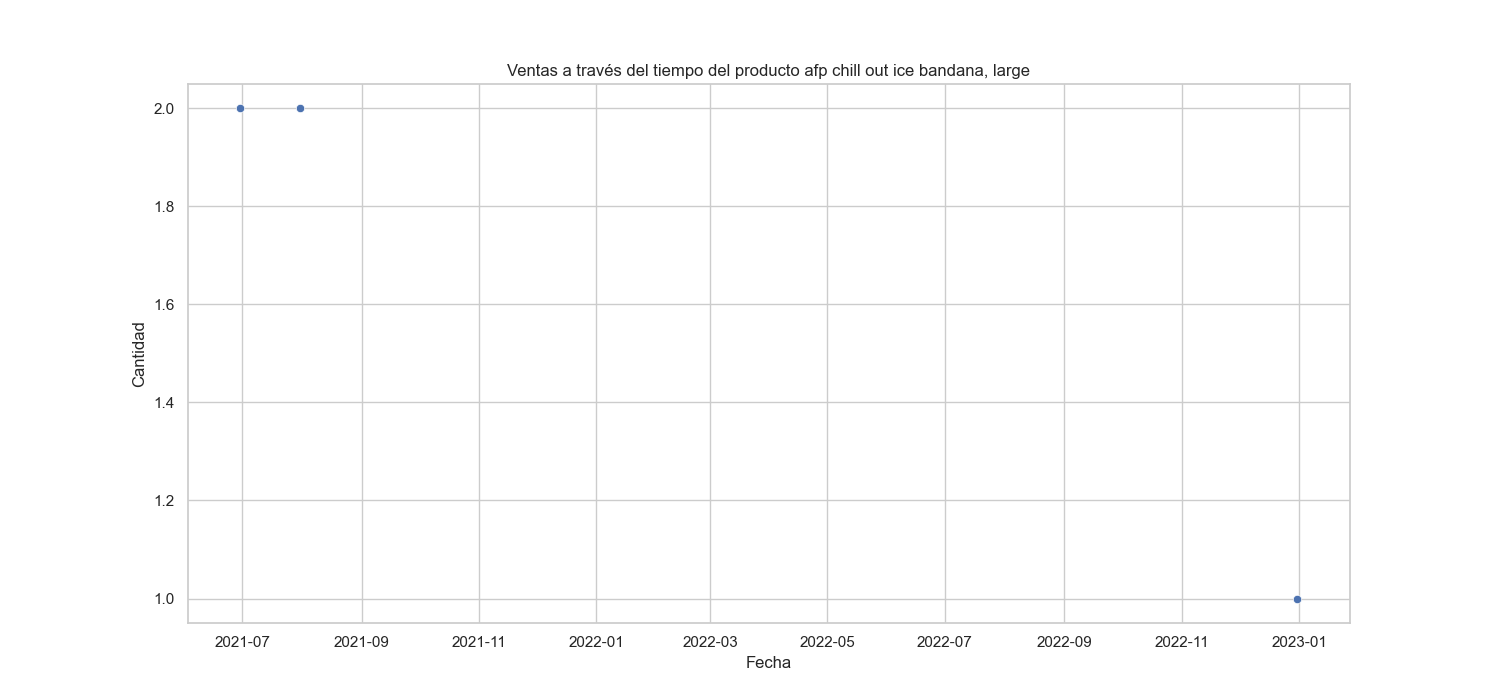 Ventas a través del tiempo del producto afp chill out ice bandana, large
2.0
1.8
1.6
1.4
1.2
1.0
Cantidad
2021-07 2021-09 2021-11 2022-01 2022-03 2022-05 2022-07 2022-09 2022-11 2023-01
Fecha